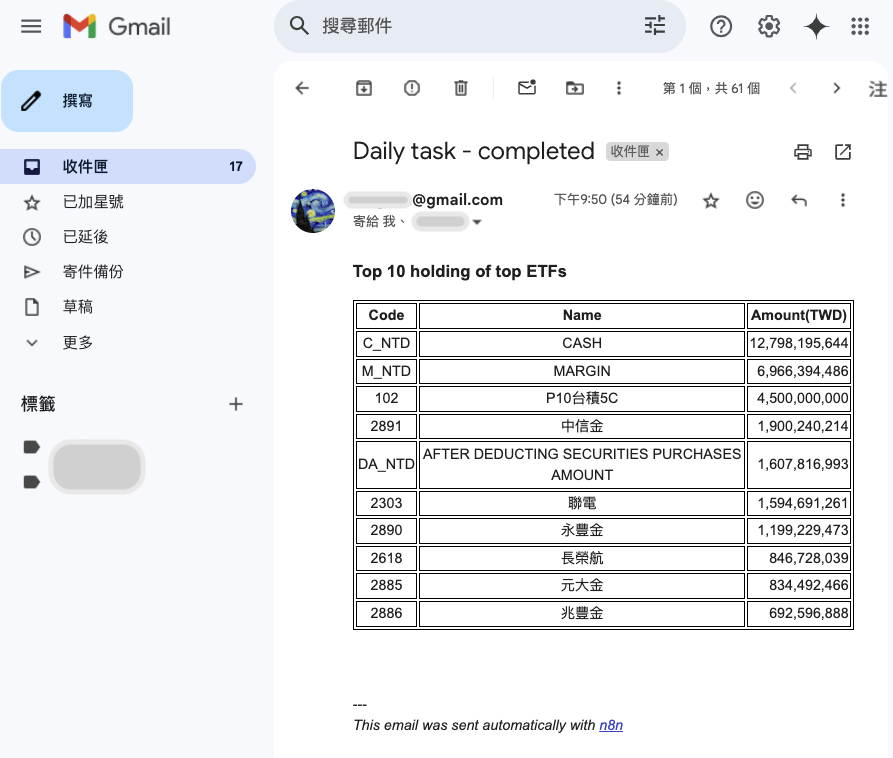 Gmail
搜尋郵件
撰寫
收件匣 17
已加星號
已延後
寄件備份
草稿
更多
標籤
第 1 個，共 61 個
注
Daily task - completed 收件匣 ×
@gmail.com 下午9:50 (54 分鐘前)
寄給 我、
Top 10 holding of top ETFs
Code Name Amount(TWD)
C_NTD CASH 12,798,195,644
M_NTD MARGIN 6,966,394,486
102 P10台積5C 4,500,000,000
2891 中信金 1,900,240,214
DA_NTD AFTER DEDUCTING SECURITIES PURCHASES AMOUNT 1,607,816,993
2303 聯電 1,594,691,261
2890 永豐金 1,199,229,473
2618 長榮航 846,728,039
2885 元大金 834,492,466
2886 兆豐金 692,596,888
---
This email was sent automatically with n8n